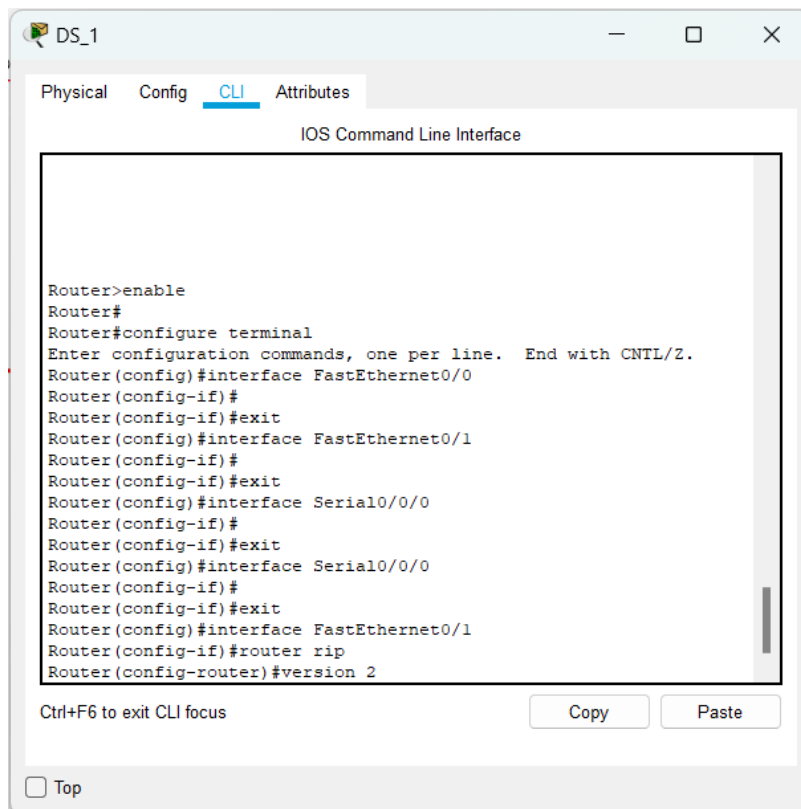 DS_1
Physical Config CLI Attributes
IOS Command Line Interface
Router>enable
Router#
Router#configure terminal
Enter configuration commands, one per line.  End with CNTL/Z.
Router(config)#interface FastEthernet0/0
Router(config-if)#
Router(config-if)#exit
Router(config)#interface FastEthernet0/1
Router(config-if)#
Router(config-if)#exit
Router(config)#interface Serial0/0/0
Router(config-if)#
Router(config-if)#exit
Router(config)#interface Serial0/0/0
Router(config-if)#
Router(config-if)#exit
Router(config)#interface FastEthernet0/1
Router(config-if)#router rip
Router(config-router)#version 2
Ctrl+F6 to exit CLI focus
Copy Paste
Top